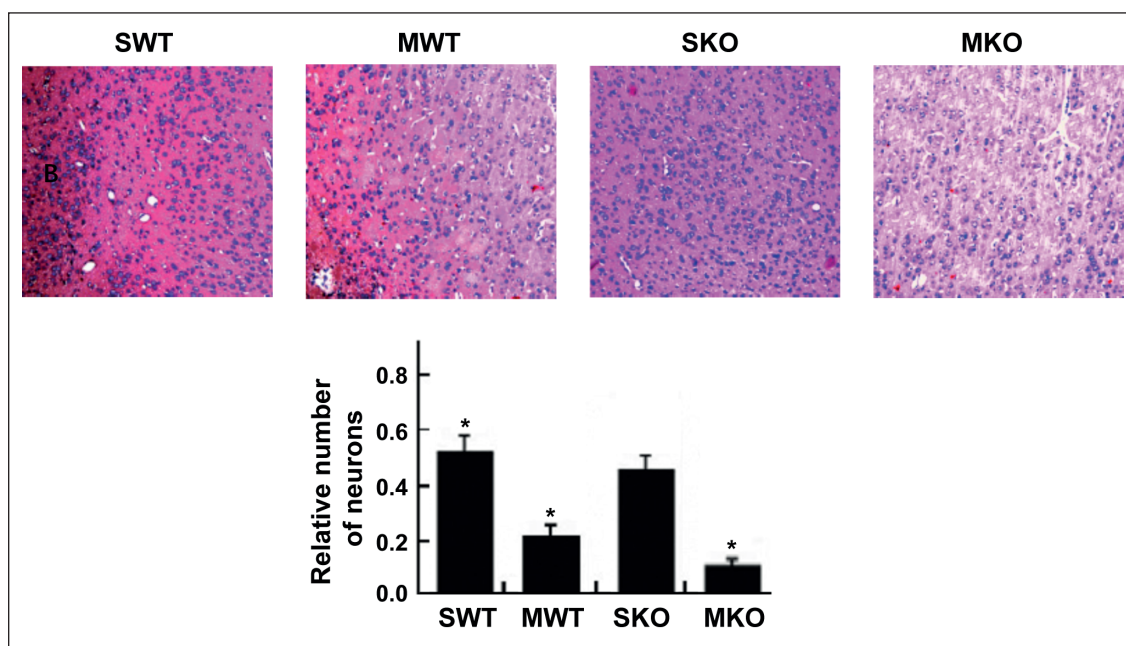 SWT MWT SKO MKO
B
Relative number
of neurons
0.8
0.6
0.4
0.2
0.0
*
*
*
SWT MWT SKO MKO